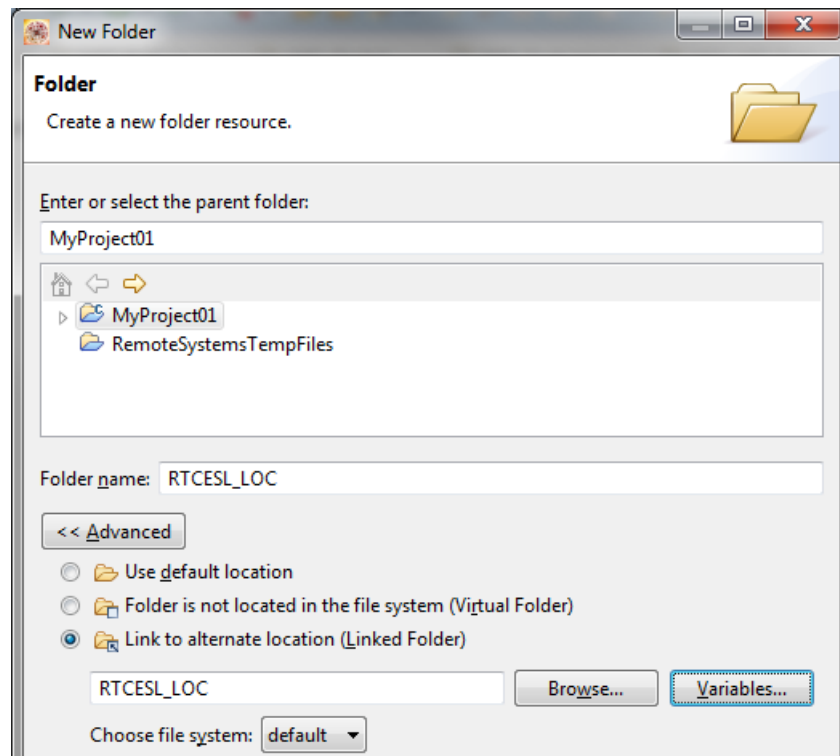 New Folder
Folder
Create a new folder resource.
Enter or select the parent folder:
MyProject01
MyProject01
RemoteSystemsTempFiles
Folder name: RTCESL_LOC
<< Advanced
Use default location
Folder is not located in the file system (Virtual Folder)
Link to alternate location (Linked Folder)
RTCESL_LOC Browse... Variables...
Choose file system: default